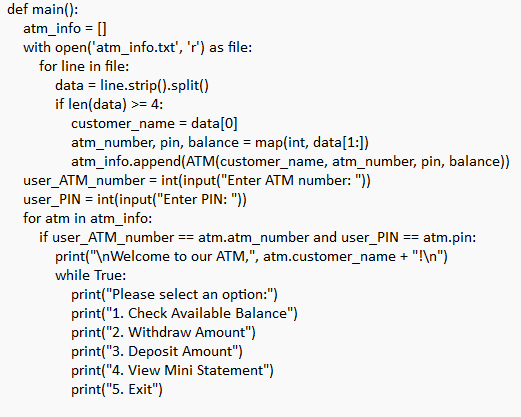 def main():
    atm_info = []
    with open('atm_info.txt', 'r') as file:
        for line in file:
            data = line.strip().split()
            if len(data) >= 4:
                customer_name = data[0]
                atm_number, pin, balance = map(int, data[1:])
                atm_info.append(ATM(customer_name, atm_number, pin, balance))
    user_ATM_number = int(input("Enter ATM number: "))
    user_PIN = int(input("Enter PIN: "))
    for atm in atm_info:
        if user_ATM_number == atm.atm_number and user_PIN == atm.pin:
            print("\nWelcome to our ATM,", atm.customer_name + "!\n")
            while True:
                print("Please select an option:")
                print("1. Check Available Balance")
                print("2. Withdraw Amount")
                print("3. Deposit Amount")
                print("4. View Mini Statement")
                print("5. Exit")